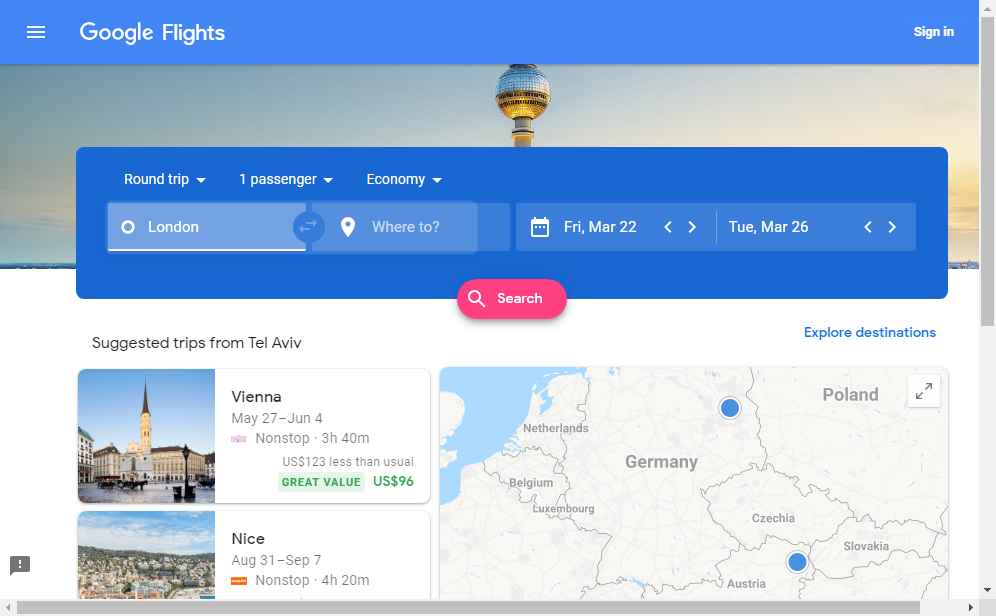 Google Flights
Sign in
Round trip
1 passenger
Economy
London
Where to?
Fri, Mar 22
Tue, Mar 26
Search
Suggested trips from Tel Aviv
Explore destinations
Vienna
May 27–Jun 4
Nonstop · 3h 40m
US$123 less than usual
GREAT VALUE US$96
Nice
Aug 31–Sep 7
Nonstop · 4h 20m
Poland
Netherlands
Germany
Belgium
Luxembourg
Czechia
Slovakia
Austria